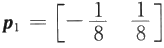 p₁ = [ -1/8  1/8 ]